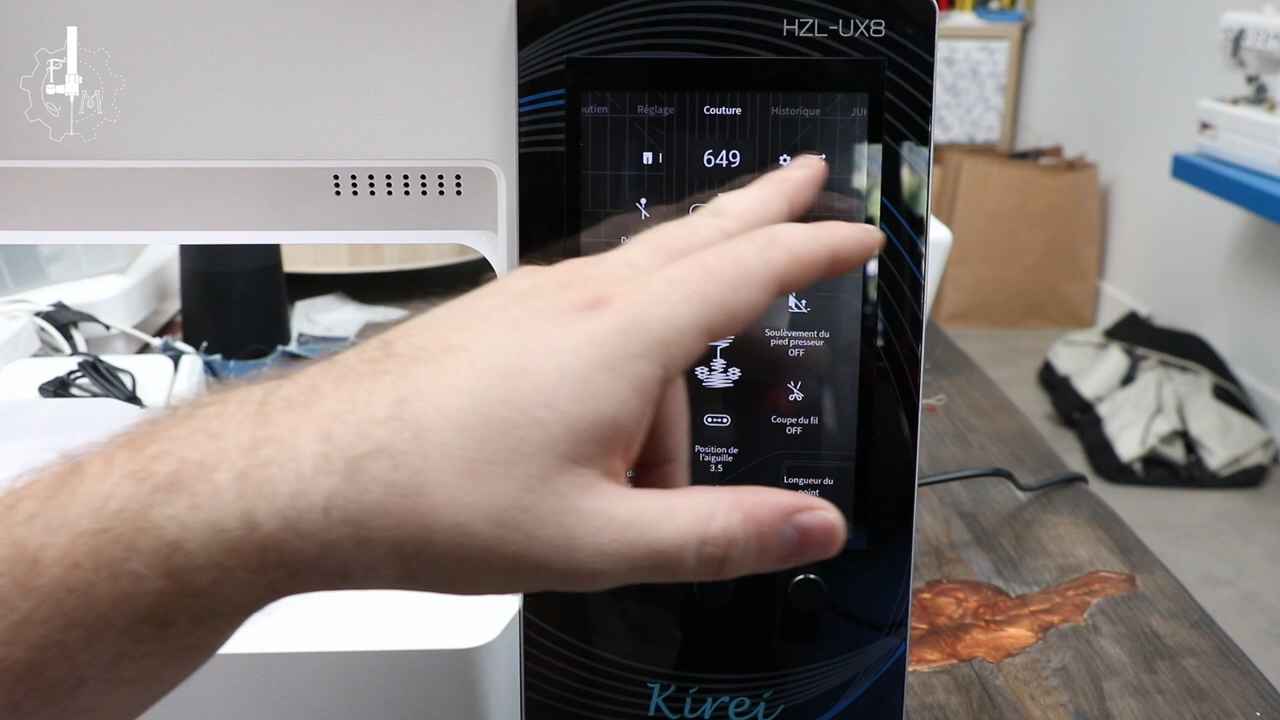 HZL-UX8
Réglage Couture Historique
649
Soulèvement du
pied presseur
OFF
Coupe du fil
OFF
Position de
l'aiguille
3.5
Longueur du
point
Kirei